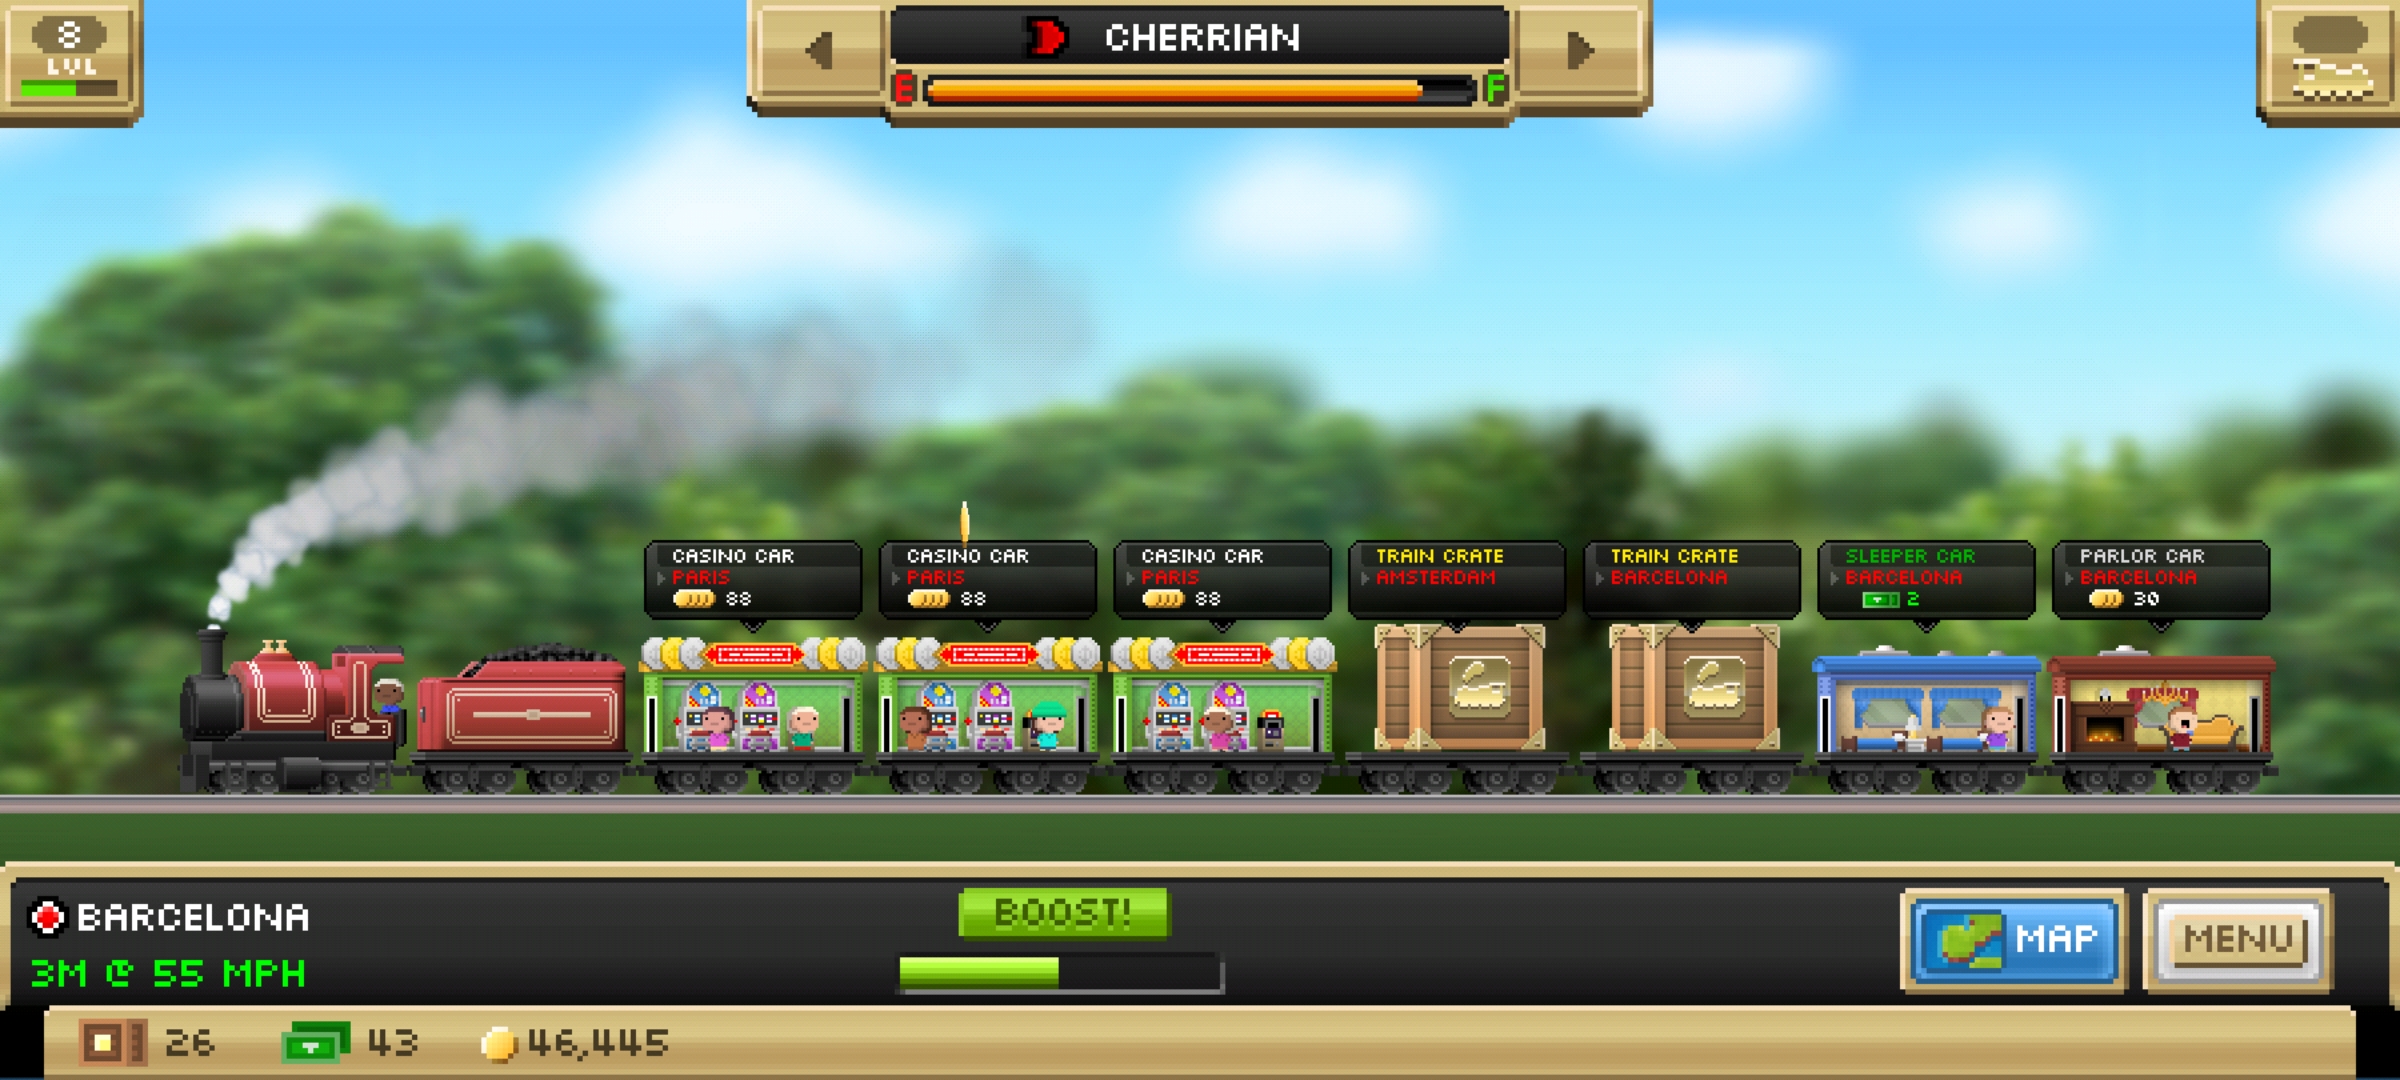 8
LVL
CHERRIAN
E F
CASINO CAR
PARIS
88
CASINO CAR
PARIS
88
CASINO CAR
PARIS
88
TRAIN CRATE
AMSTERDAM
TRAIN CRATE
BARCELONA
SLEEPER CAR
BARCELONA
2
PARLOR CAR
BARCELONA
30
BARCELONA
3M @ 55 MPH
BOOST!
MAP
MENU
26
43
46,445